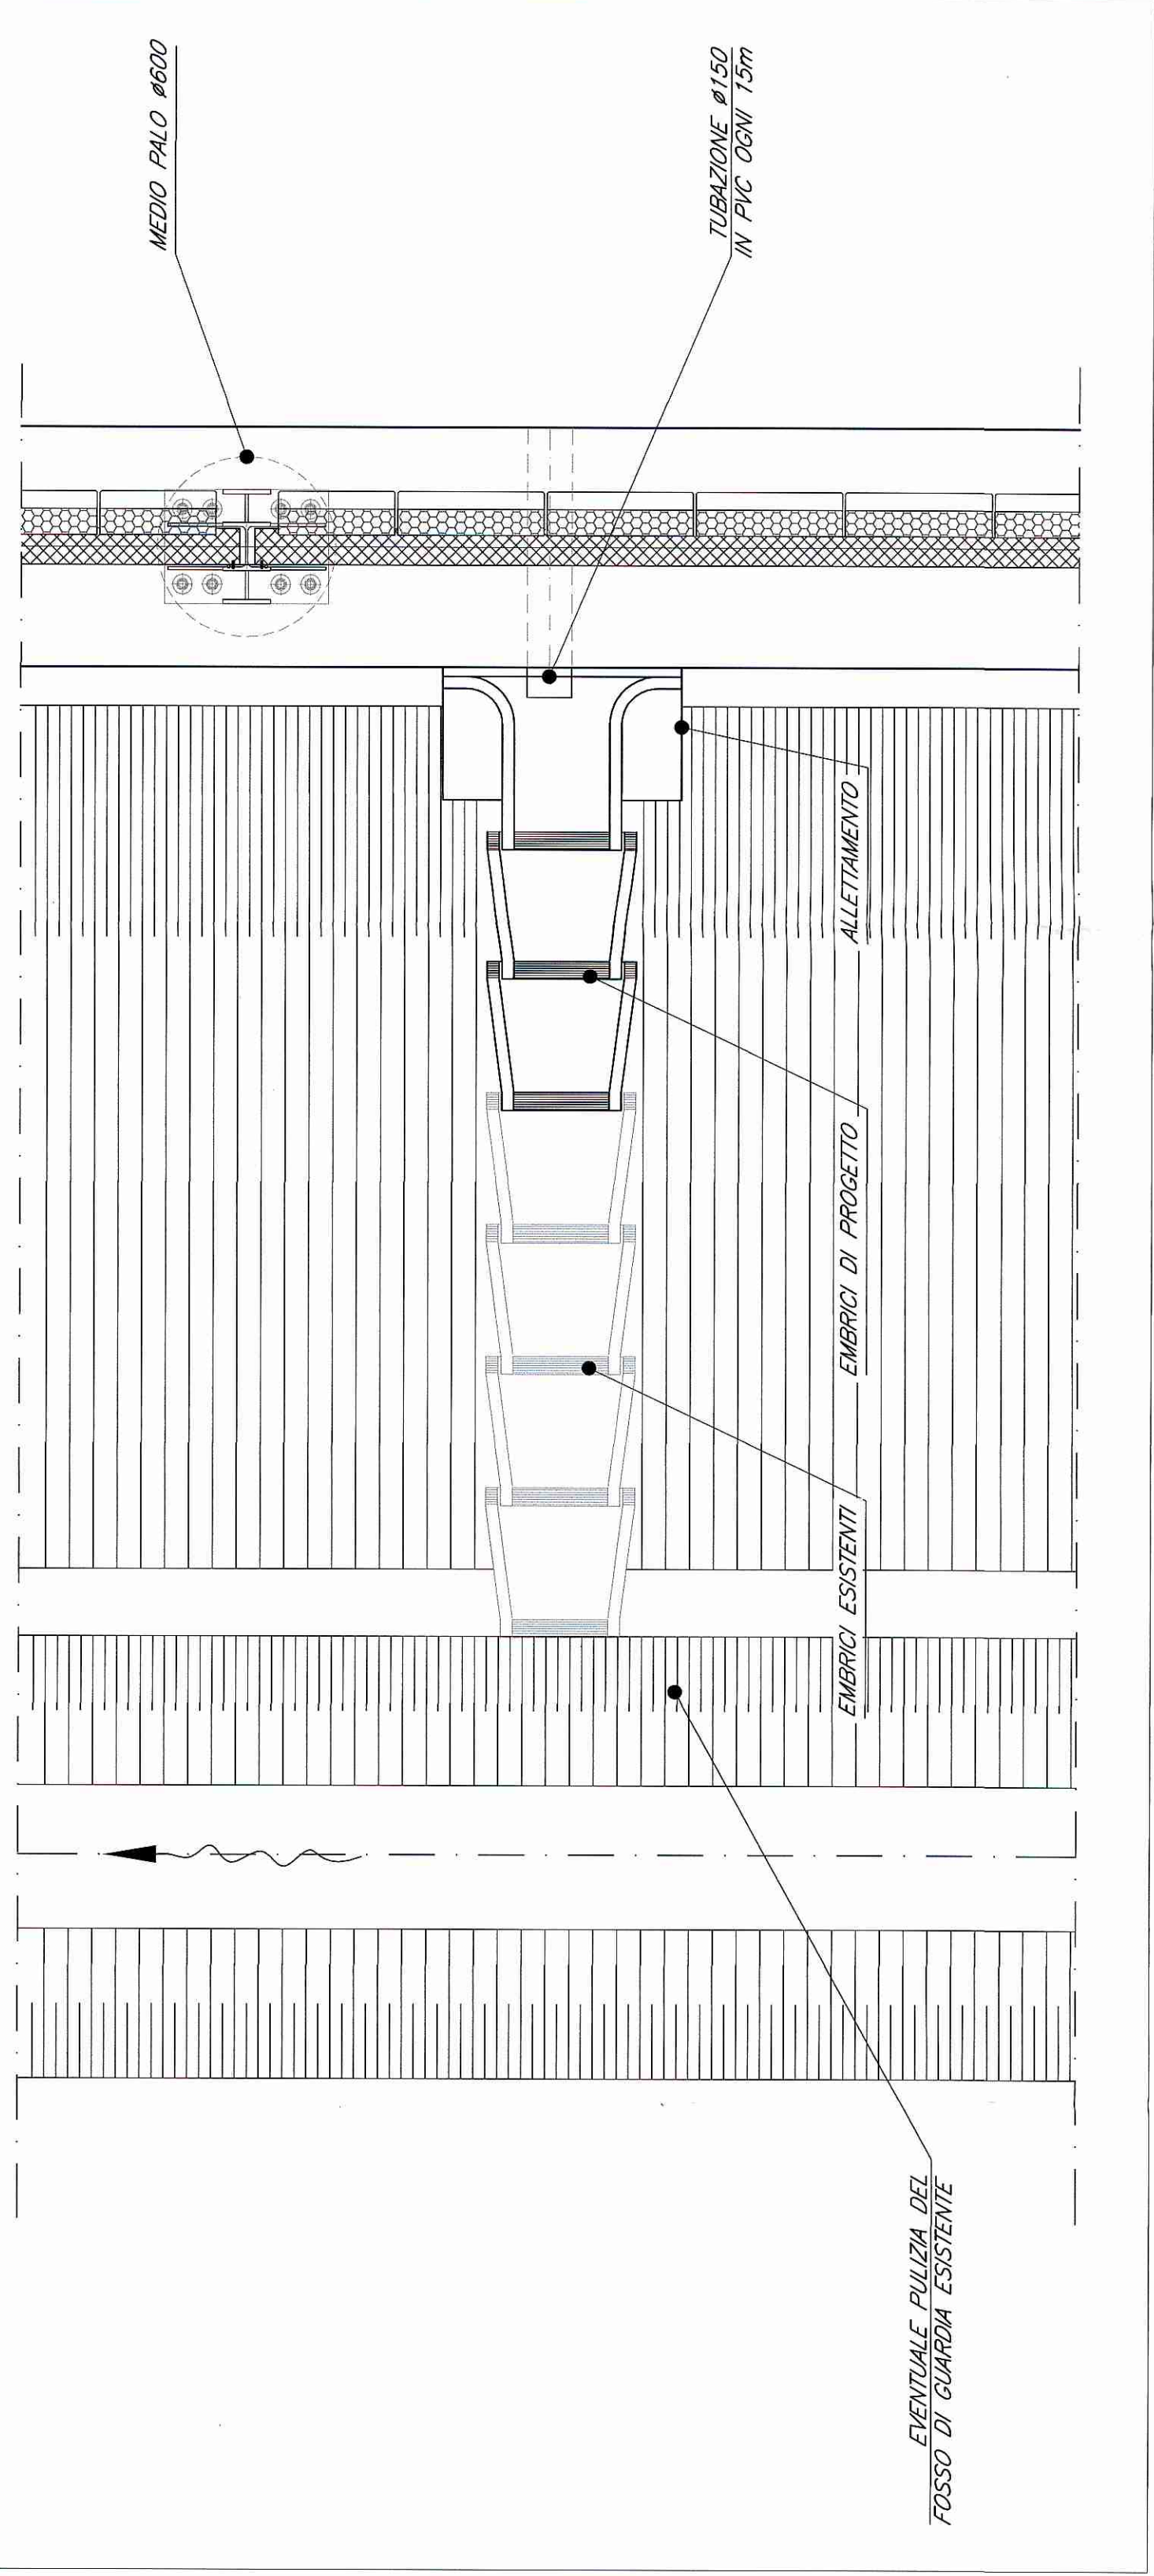 MEDIO PALO ø600
TUBAZIONE ø150
IN PVC OGNI 15m
ALLETTAMENTO
EMBRICI DI PROGETTO
EMBRICI ESISTENTI
EVENTUALE PULIZIA DEL
FOSSO DI GUARDIA ESISTENTE